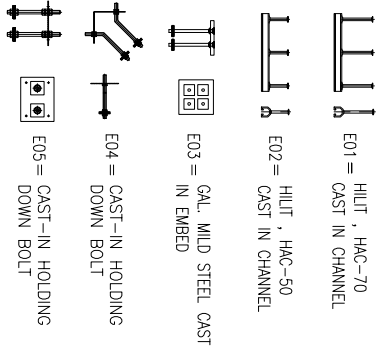 E01 = HILIT , HAC-70
CAST IN CHANNEL
E02 = HILIT , HAC-50
CAST IN CHANNEL
E03 = GAL. MILD STEEL CAST
IN EMBED
E04 = CAST-IN HOLDING
DOWN BOLT
E05 = CAST-IN HOLDING
DOWN BOLT